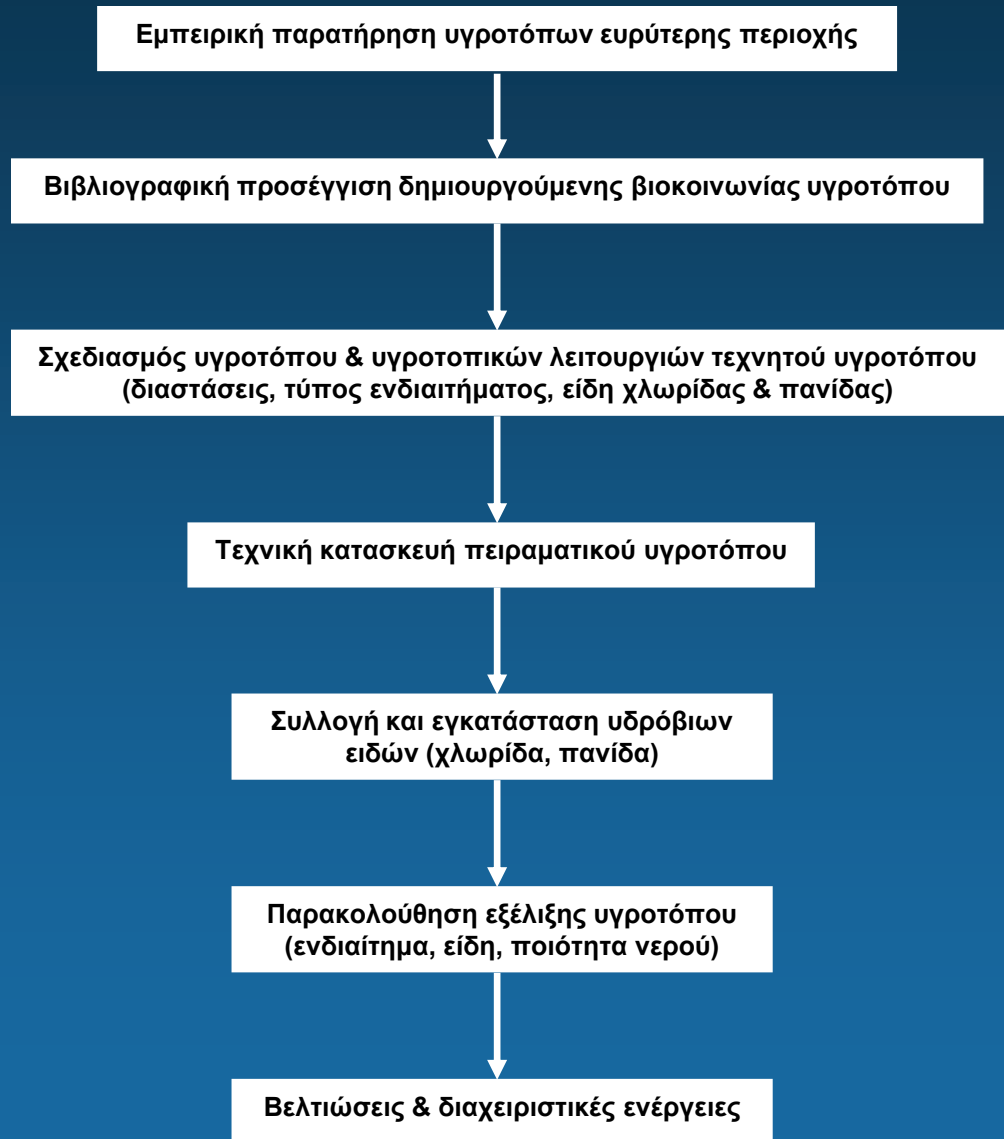 Εμπειρική παρατήρηση υγροτόπων ευρύτερης περιοχής
Βιβλιογραφική προσέγγιση δημιουργούμενης βιοκοινωνίας υγροτόπου
Σχεδιασμός υγροτόπου & υγροτοπικών λειτουργιών τεχνητού υγροτόπου
(διαστάσεις, τύπος ενδιαιτήματος, είδη χλωρίδας & πανίδας)
Τεχνική κατασκευή πειραματικού υγροτόπου
Συλλογή και εγκατάσταση υδρόβιων
ειδών (χλωρίδα, πανίδα)
Παρακολούθηση εξέλιξης υγροτόπου
(ενδιαίτημα, είδη, ποιότητα νερού)
Βελτιώσεις & διαχειριστικές ενέργειες